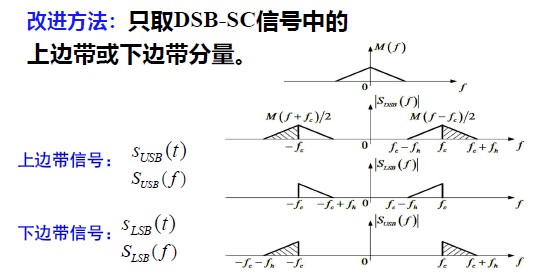 改进方法：只取DSB-SC信号中的
上边带或下边带分量。
M(f)
0
f
|S_DSB(f)|
M(f+f_c)/2
M(f-f_c)/2
-f_c
0
f_c-f_h
f_c
f_c+f_h
f
上边带信号：
s_USB(t)
S_USB(f)
|S_LSB(f)|
-f_c
-f_c+f_h
0
f_c-f_h
f_c
f
下边带信号：
s_LSB(t)
S_LSB(f)
|S_USB(f)|
-f_c-f_h
-f_c
0
f_c
f_c+f_h
f